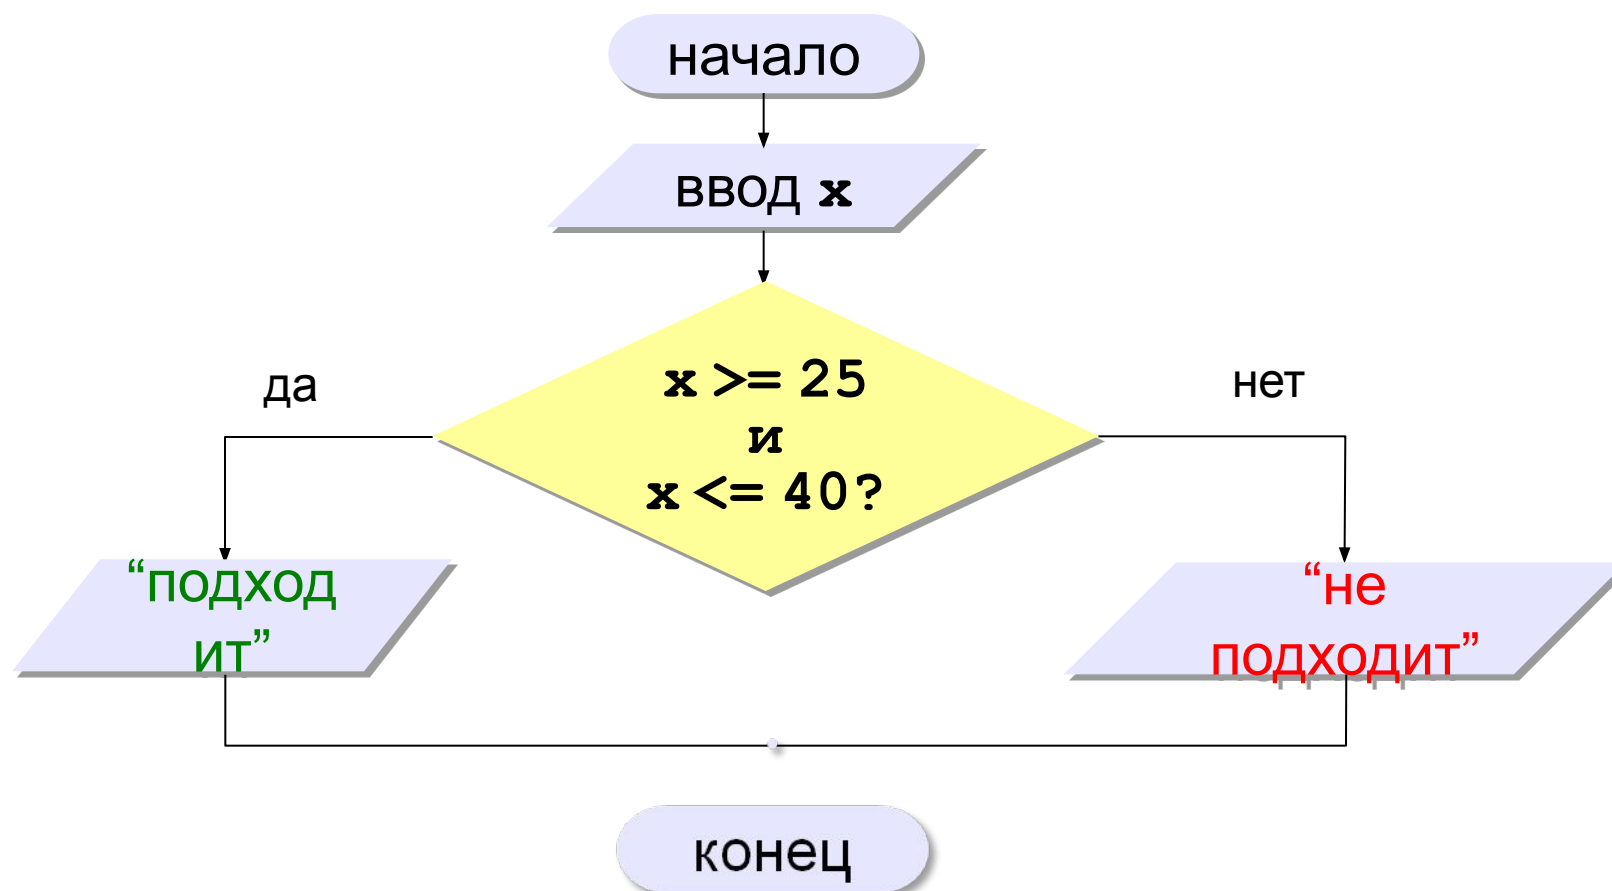 начало
ввод x
x >= 25
и
x <= 40?
да
нет
“подход
ит”
“не
подходит”
конец